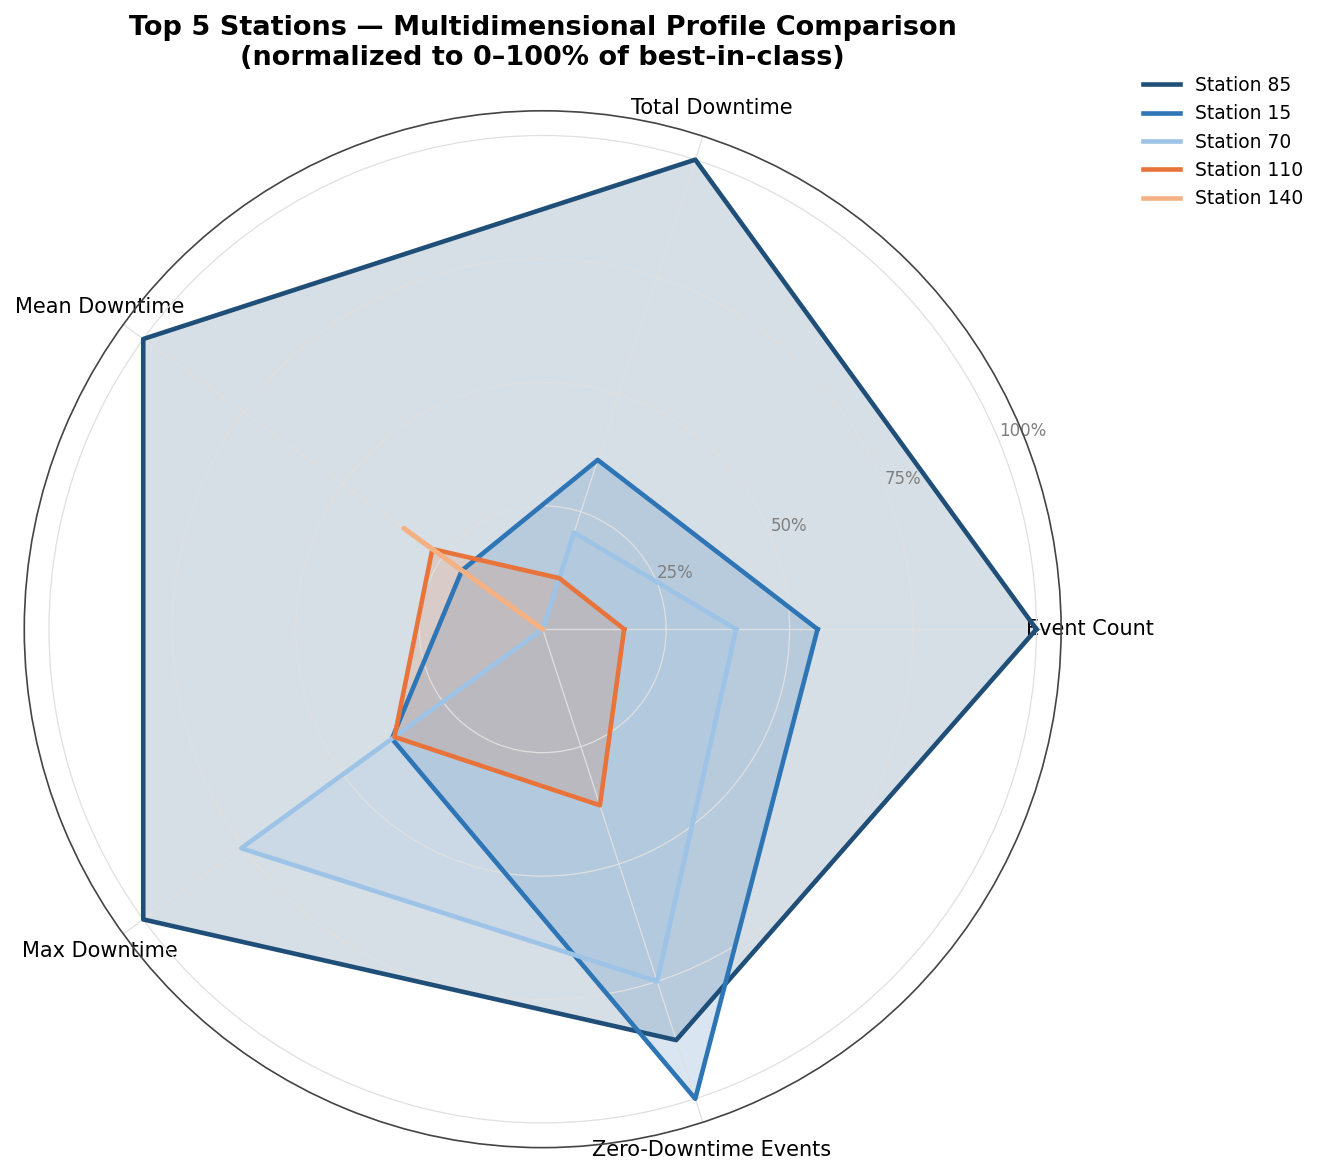 Top 5 Stations — Multidimensional Profile Comparison
(normalized to 0–100% of best-in-class)
Station 85
Station 15
Station 70
Station 110
Station 140
Total Downtime
Mean Downtime
100%
75%
50%
25%
Event Count
Max Downtime
Zero-Downtime Events